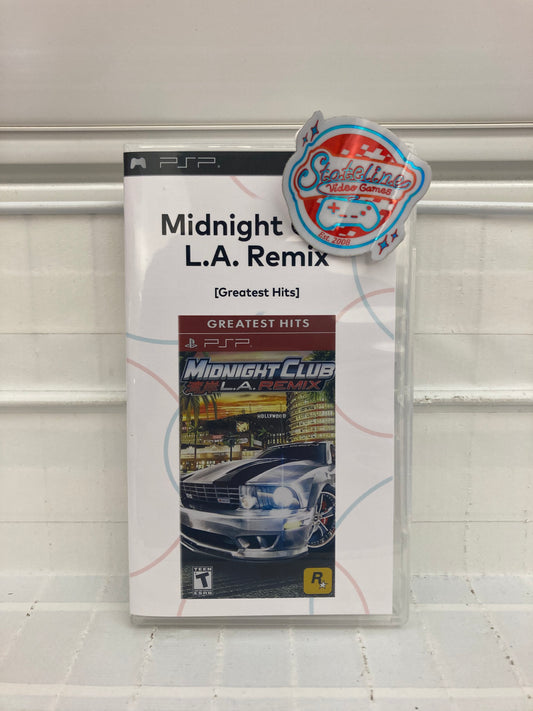 PSP
Stateline
Video Games
Est. 2008
Midnight
L.A. Remix
[Greatest Hits]
GREATEST HITS
PSP
MIDNIGHT CLUB
L.A. REMIX
HOLLYWOOD
TEEN
T
ESRB
R